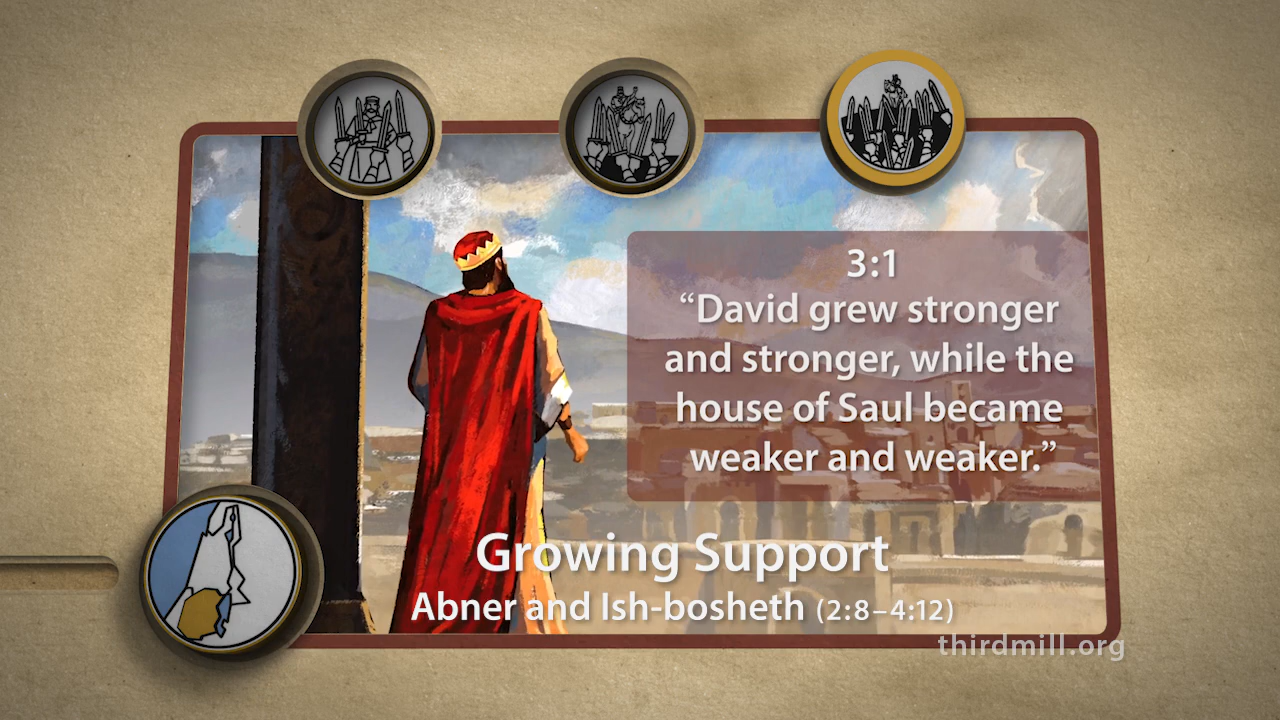 3:1
“David grew stronger
and stronger, while the
house of Saul became
weaker and weaker.”
Growing Support
Abner and Ish-bosheth (2:8–4:12)
thirdmill.org